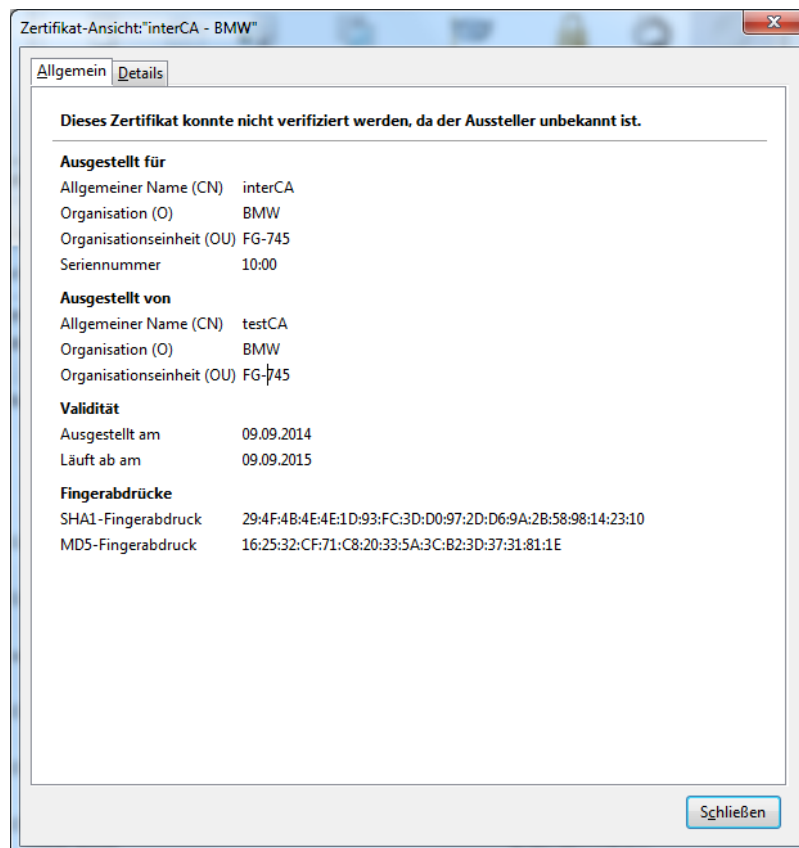 Zertifikat-Ansicht:"interCA - BMW"
Allgemein Details
Dieses Zertifikat konnte nicht verifiziert werden, da der Aussteller unbekannt ist.
Ausgestellt für
Allgemeiner Name (CN) interCA
Organisation (O) BMW
Organisationseinheit (OU) FG-745
Seriennummer 10:00
Ausgestellt von
Allgemeiner Name (CN) testCA
Organisation (O) BMW
Organisationseinheit (OU) FG-745
Validität
Ausgestellt am 09.09.2014
Läuft ab am 09.09.2015
Fingerabdrücke
SHA1-Fingerabdruck 29:4F:4B:4E:4E:1D:93:FC:3D:D0:97:2D:D6:9A:2B:58:98:14:23:10
MD5-Fingerabdruck 16:25:32:CF:71:C8:20:33:5A:3C:B2:3D:37:31:81:1E
Schließen